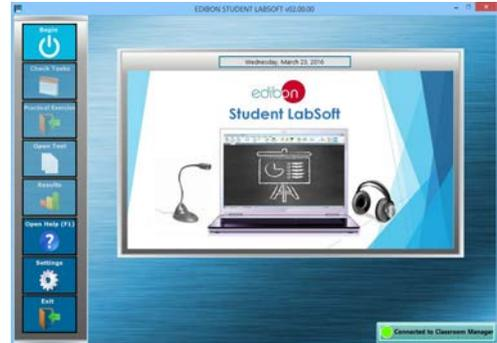 EDIBON STUDENT LABSOFT v02.00.00
Begin
Check Tasks
Practical Exercise
Open Text
Results
Open Help (F1)
Settings
Exit
Wednesday, March 23, 2016
edibon
Student LabSoft
Connected to Classroom Manager